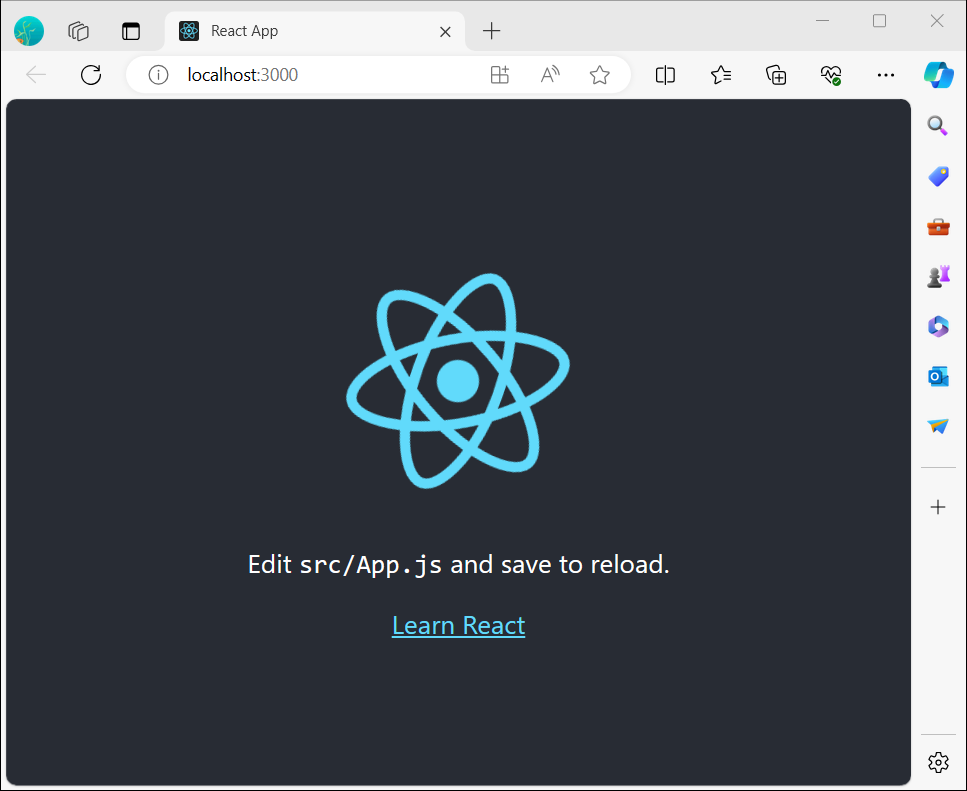 React App
localhost:3000
Edit src/App.js and save to reload.
Learn React